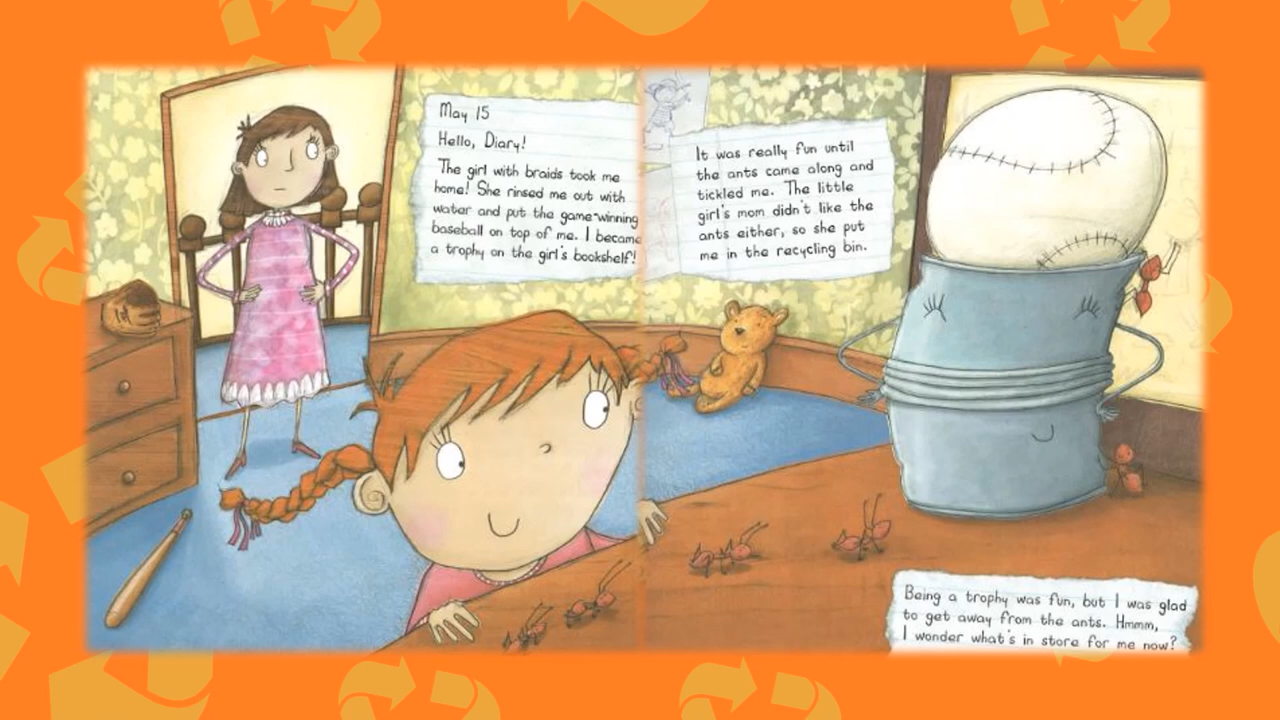 May 15
Hello, Diary!
The girl with braids took me
home! She rinsed me out with
water and put the game-winning
baseball on top of me. I became
a trophy on the girl's bookshelf!
It was really fun until
the ants came along and
tickled me. The little
girl's mom didn't like the
ants either, so she put
me in the recycling bin.
Being a trophy was fun, but I was glad
to get away from the ants. Hmmm,
I wonder what's in store for me now?